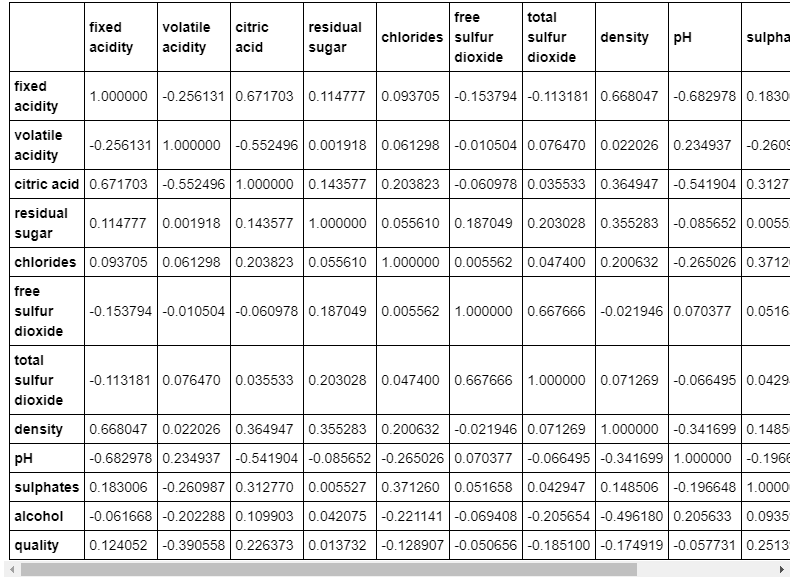 fixed acidity volatile acidity citric acid residual sugar chlorides free sulfur dioxide total sulfur dioxide density pH sulpha
fixed acidity 1.000000 -0.256131 0.671703 0.114777 0.093705 -0.153794 -0.113181 0.668047 -0.682978 0.1830
volatile acidity -0.256131 1.000000 -0.552496 0.001918 0.061298 -0.010504 0.076470 0.022026 0.234937 -0.2609
citric acid 0.671703 -0.552496 1.000000 0.143577 0.203823 -0.060978 0.035533 0.364947 -0.541904 0.3127
residual sugar 0.114777 0.001918 0.143577 1.000000 0.055610 0.187049 0.203028 0.355283 -0.085652 0.0055
chlorides 0.093705 0.061298 0.203823 0.055610 1.000000 0.005562 0.047400 0.200632 -0.265026 0.3712
free sulfur dioxide -0.153794 -0.010504 -0.060978 0.187049 0.005562 1.000000 0.667666 -0.021946 0.070377 0.0516
total sulfur dioxide -0.113181 0.076470 0.035533 0.203028 0.047400 0.667666 1.000000 0.071269 -0.066495 0.0429
density 0.668047 0.022026 0.364947 0.355283 0.200632 -0.021946 0.071269 1.000000 -0.341699 0.1485
pH -0.682978 0.234937 -0.541904 -0.085652 -0.265026 0.070377 -0.066495 -0.341699 1.000000 -0.1966
sulphates 0.183006 -0.260987 0.312770 0.005527 0.371260 0.051658 0.042947 0.148506 -0.196648 1.0000
alcohol -0.061668 -0.202288 0.109903 0.042075 -0.221141 -0.069408 -0.205654 -0.496180 0.205633 0.0935
quality 0.124052 -0.390558 0.226373 0.013732 -0.128907 -0.050656 -0.185100 -0.174919 -0.057731 0.2513